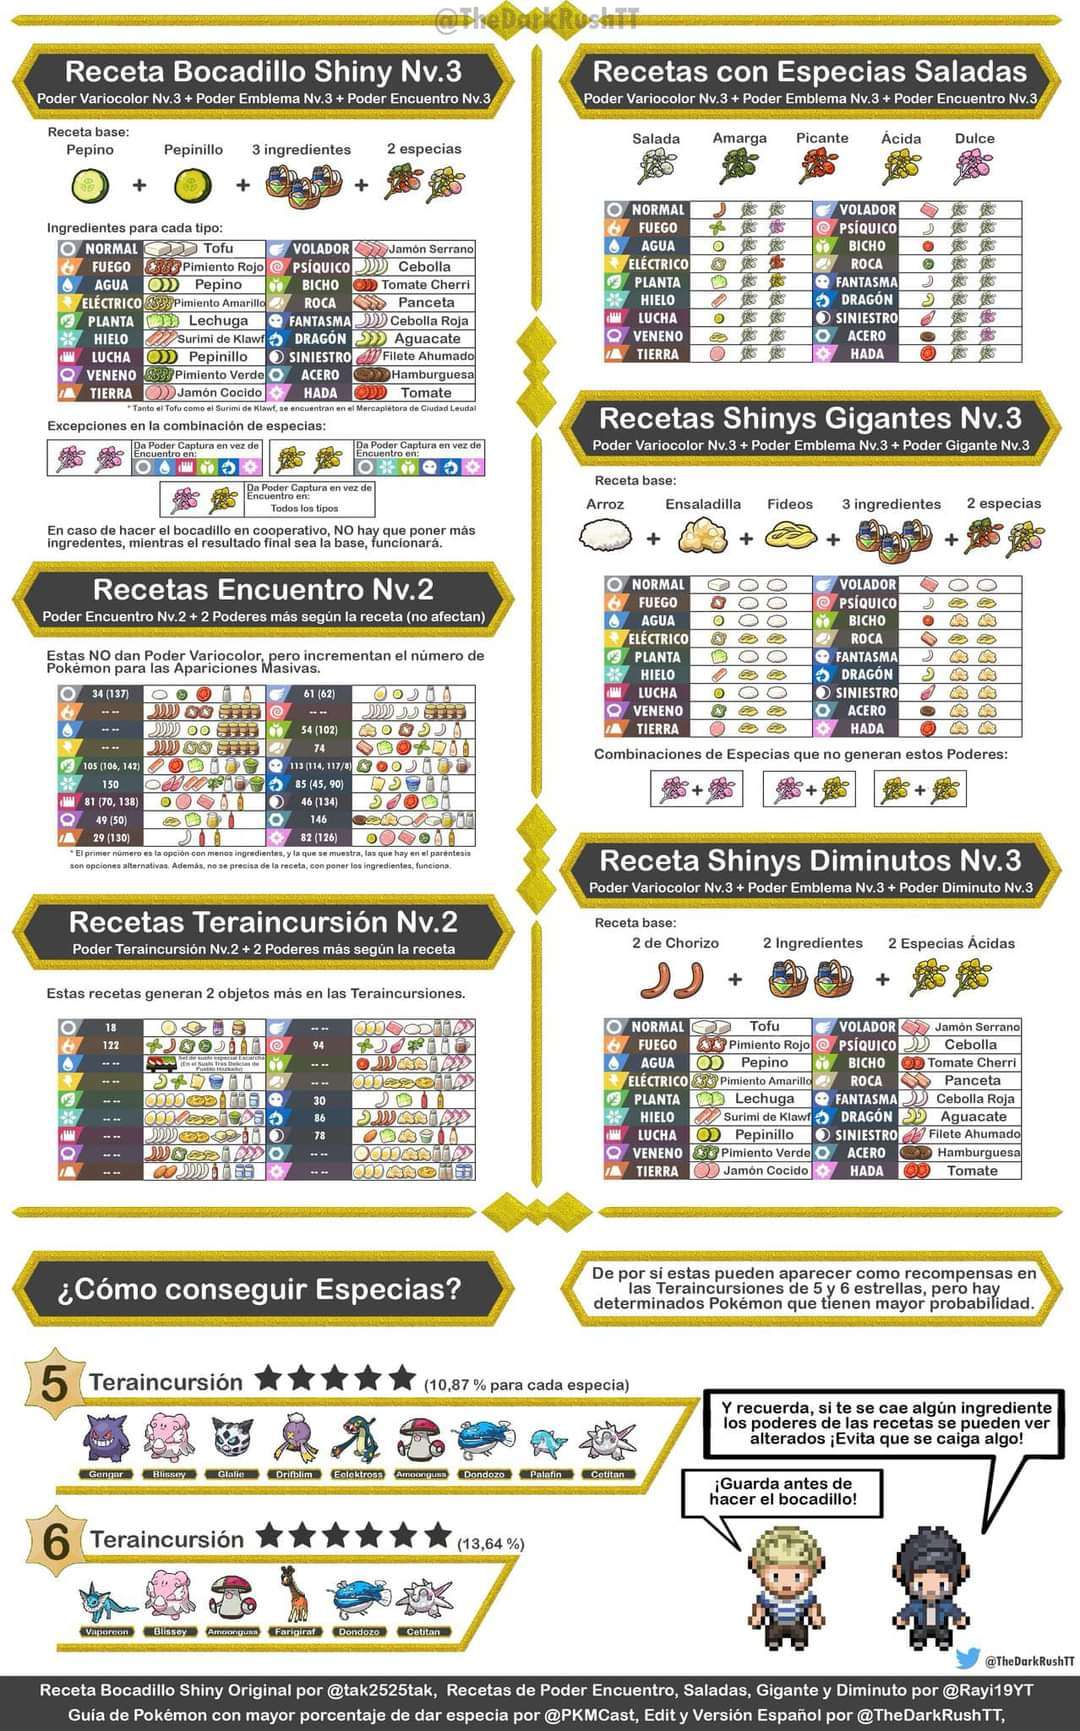 @TheDarkRushTT
Receta Bocadillo Shiny Nv.3
Poder Variocolor Nv.3 + Poder Emblema Nv.3 + Poder Encuentro Nv.3
Receta base:
Pepino Pepinillo 3 ingredientes 2 especias
+ + +
Ingredientes para cada tipo:
NORMAL Tofu VOLADOR Jamón Serrano
FUEGO Pimiento Rojo PSÍQUICO Cebolla
AGUA Pepino BICHO Tomate Cherri
ELÉCTRICO Pimiento Amarillo ROCA Panceta
PLANTA Lechuga FANTASMA Cebolla Roja
HIELO Surimi de Klawf DRAGÓN Aguacate
LUCHA Pepinillo SINIESTRO Filete Ahumado
VENENO Pimiento Verde ACERO Hamburguesa
TIERRA Jamón Cocido HADA Tomate
* Tanto el Tofu como el Surimi de Klawf, se encuentran en el Mercaplétora de Ciudad Leudal
Excepciones en la combinación de especias:
Da Poder Captura en vez de
Encuentro en:
Da Poder Captura en vez de
Encuentro en:
Da Poder Captura en vez de
Encuentro en:
Todos los tipos
En caso de hacer el bocadillo en cooperativo, NO hay que poner más
ingredentes, mientras el resultado final sea la base, funcionará.
Recetas Encuentro Nv.2
Poder Encuentro Nv.2 + 2 Poderes más según la receta (no afectan)
Estas NO dan Poder Variocolor, pero incrementan el número de
Pokémon para las Apariciones Masivas.
34 (137) 61 (62)
-- -- -- --
-- -- 54 (102)
-- -- 74
105 (106, 142) 113 (114, 117/8)
150 85 (45, 90)
81 (70, 138) 46 (134)
49 (50) 146
29 (130) 82 (126)
* El primer número es la opción con menos ingredientes, y la que se muestra, las que hay en el paréntesis
son opciones alternativas. Además, no se precisa de la receta, con poner los ingredientes, funciona.
Recetas Teraincursión Nv.2
Poder Teraincursión Nv.2 + 2 Poderes más según la receta
Estas recetas generan 2 objetos más en las Teraincursiones.
18 -- --
122 94
-- -- Set de sushi especial Escarcha
(En el Sushi Tres Delicias de
Pueblo Hozkailu) -- --
-- -- -- --
-- -- 30
-- -- 86
-- -- 78
-- -- -- --
-- -- -- --
Recetas con Especias Saladas
Poder Variocolor Nv.3 + Poder Emblema Nv.3 + Poder Encuentro Nv.3
Salada Amarga Picante Ácida Dulce
NORMAL VOLADOR
FUEGO PSÍQUICO
AGUA BICHO
ELÉCTRICO ROCA
PLANTA FANTASMA
HIELO DRAGÓN
LUCHA SINIESTRO
VENENO ACERO
TIERRA HADA
Recetas Shinys Gigantes Nv.3
Poder Variocolor Nv.3 + Poder Emblema Nv.3 + Poder Gigante Nv.3
Receta base:
Arroz Ensaladilla Fideos 3 ingredientes 2 especias
+ + + +
NORMAL VOLADOR
FUEGO PSÍQUICO
AGUA BICHO
ELÉCTRICO ROCA
PLANTA FANTASMA
HIELO DRAGÓN
LUCHA SINIESTRO
VENENO ACERO
TIERRA HADA
Combinaciones de Especias que no generan estos Poderes:
+ + +
Receta Shinys Diminutos Nv.3
Poder Variocolor Nv.3 + Poder Emblema Nv.3 + Poder Diminuto Nv.3
Receta base:
2 de Chorizo 2 Ingredientes 2 Especias Ácidas
+ +
NORMAL Tofu VOLADOR Jamón Serrano
FUEGO Pimiento Rojo PSÍQUICO Cebolla
AGUA Pepino BICHO Tomate Cherri
ELÉCTRICO Pimiento Amarillo ROCA Panceta
PLANTA Lechuga FANTASMA Cebolla Roja
HIELO Surimi de Klawf DRAGÓN Aguacate
LUCHA Pepinillo SINIESTRO Filete Ahumado
VENENO Pimiento Verde ACERO Hamburguesa
TIERRA Jamón Cocido HADA Tomate
¿Cómo conseguir Especias?
De por sí estas pueden aparecer como recompensas en
las Teraincursiones de 5 y 6 estrellas, pero hay
determinados Pokémon que tienen mayor probabilidad.
5 Teraincursión ★★★★★ (10,87 % para cada especia)
Gengar Blissey Glalie Drifblim Eelektross Amoonguss Dondozo Palafin Cetitan
6 Teraincursión ★★★★★★ (13,64 %)
Vaporeon Blissey Amoonguss Farigiraf Dondozo Cetitan
Y recuerda, si te se cae algún ingrediente
los poderes de las recetas se pueden ver
alterados ¡Evita que se caiga algo!
¡Guarda antes de
hacer el bocadillo!
@TheDarkRushTT
Receta Bocadillo Shiny Original por @tak2525tak, Recetas de Poder Encuentro, Saladas, Gigante y Diminuto por @Rayi19YT
Guía de Pokémon con mayor porcentaje de dar especia por @PKMCast, Edit y Versión Español por @TheDarkRushTT,